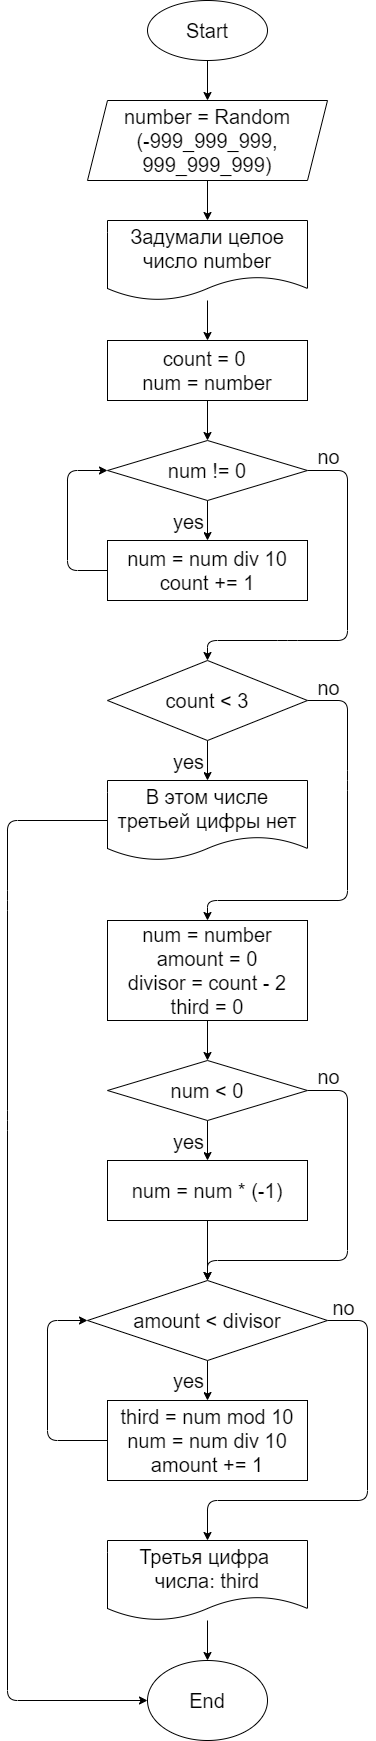 Start
number = Random
(-999_999_999,
999_999_999)
Задумали целое
число number
count = 0
num = number
num != 0
no
yes
num = num div 10
count += 1
count < 3
no
yes
В этом числе
третьей цифры нет
num = number
amount = 0
divisor = count - 2
third = 0
num < 0
no
yes
num = num * (-1)
amount < divisor
no
yes
third = num mod 10
num = num div 10
amount += 1
Третья цифра
числа: third
End